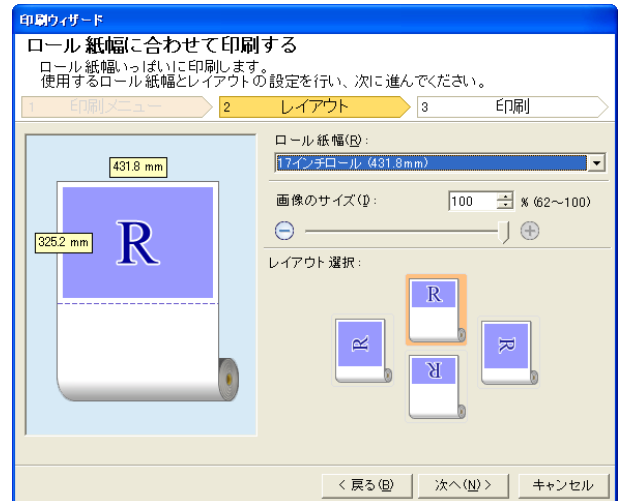 印刷ウィザード
ロール紙幅に合わせて印刷する
ロール紙幅いっぱいに印刷します。
使用するロール紙幅とレイアウトの設定を行い、次に進んでください。
1 印刷メニュー 2 レイアウト 3 印刷
ロール紙幅(R):
17インチロール (431.8mm)
431.8 mm
画像のサイズ(I): 100 % (62～100)
325.2 mm
R
レイアウト選択:
R
R
R
R
< 戻る(B) 次へ(N) > キャンセル